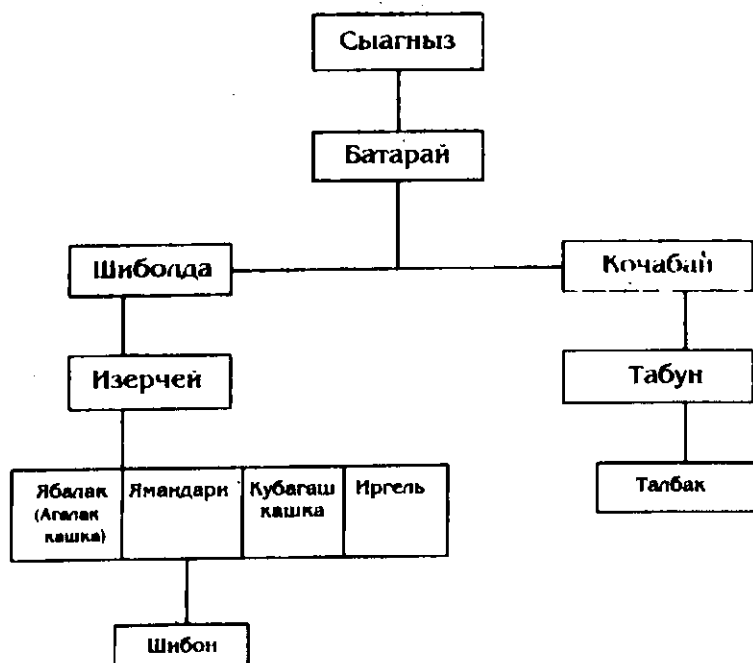 Сыагныз
Батарай
Шиболда
Кочабай
Изерчей
Табун
Ябалак
(Агалак
кашка)
Ямандари
Кубагаш
кашка
Иргель
Талбак
Шибон